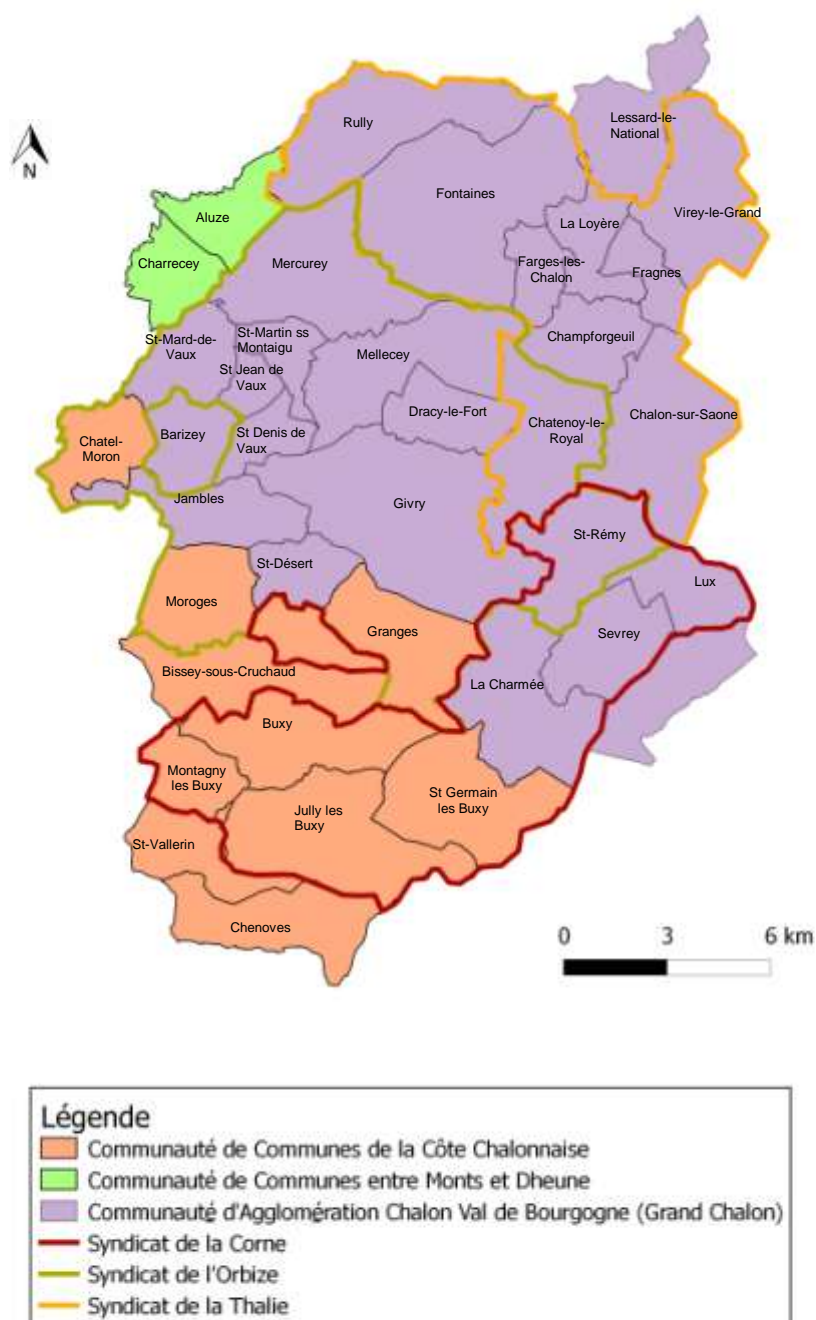 Lessard-le-
National
Rully
N
Fontaines
Virey-le-Grand
Aluze
La Loyère
Charrecey
Mercurey
Farges-les-
Chalon
Fragnes
St-Mard-de-
Vaux
St-Martin ss
Montaigu
Champforgeuil
Mellecey
St Jean de
Vaux
Dracy-le-Fort
Chatenoy-le-
Royal
Chalon-sur-Saone
Chatel-
Moron
Barizey
St Denis de
Vaux
Jambles
Givry
St-Rémy
St-Désert
Lux
Moroges
Granges
Sevrey
Bissey-sous-Cruchaud
La Charmée
Buxy
Montagny
les Buxy
St Germain
les Buxy
Jully les
Buxy
St-Vallerin
Chenoves
0 3 6 km
Légende
Communauté de Communes de la Côte Chalonnaise
Communauté de Communes entre Monts et Dheune
Communauté d'Agglomération Chalon Val de Bourgogne (Grand Chalon)
Syndicat de la Corne
Syndicat de l'Orbize
Syndicat de la Thalie